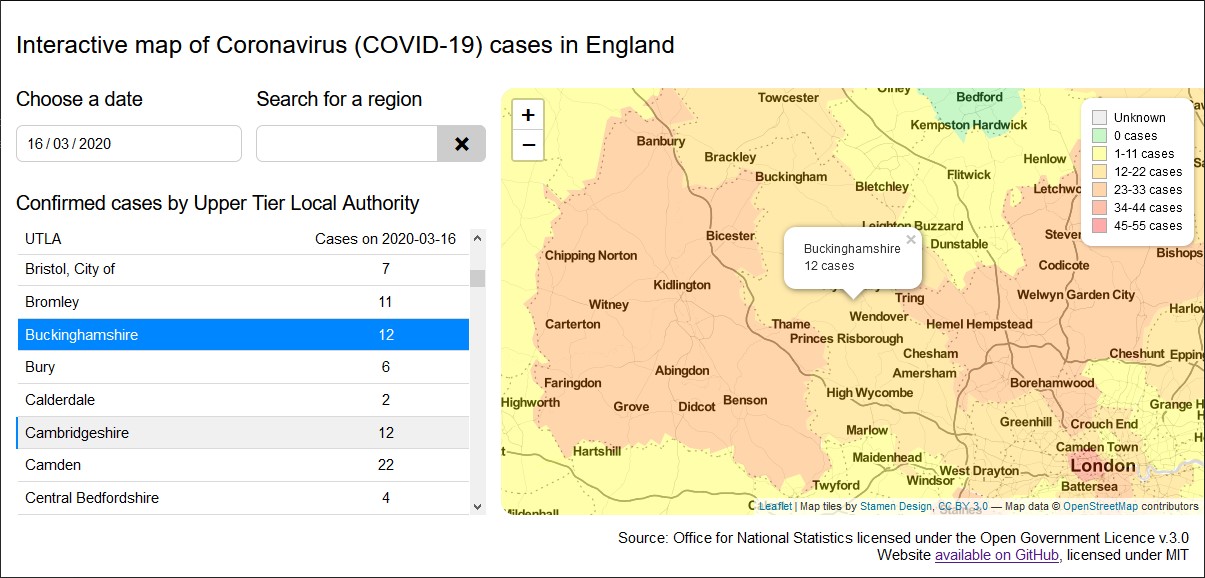 Interactive map of Coronavirus (COVID-19) cases in England
Choose a date
Search for a region
16 / 03 / 2020
Confirmed cases by Upper Tier Local Authority
UTLA Cases on 2020-03-16
Bristol, City of 7
Bromley 11
Buckinghamshire 12
Bury 6
Calderdale 2
Cambridgeshire 12
Camden 22
Central Bedfordshire 4
+
−
Olney
Towcester
Bedford
Kempston Hardwick
Banbury
Brackley
Buckingham
Bletchley
Flitwick
Henlow
Leighton Buzzard
Dunstable
Bicester
Chipping Norton
Kidlington
Witney
Carterton
Codicote
Bishops
Welwyn Garden City
Tring
Wendover
Thame
Princes Risborough
Hemel Hempstead
Harlow
Chesham
Cheshunt
Epping
Amersham
Abingdon
Faringdon
Highworth
Grove
Didcot
Benson
High Wycombe
Borehamwood
Grange H
Marlow
Greenhill
Crouch End
Hartshill
Maidenhead
Camden Town
London
West Drayton
Windsor
Twyford
Battersea
Staines
Buckinghamshire ×
12 cases
Unknown
0 cases
1-11 cases
12-22 cases
23-33 cases
34-44 cases
45-55 cases
Leaflet | Map tiles by Stamen Design, CC BY 3.0 — Map data © OpenStreetMap contributors
Source: Office for National Statistics licensed under the Open Government Licence v.3.0
Website available on GitHub, licensed under MIT